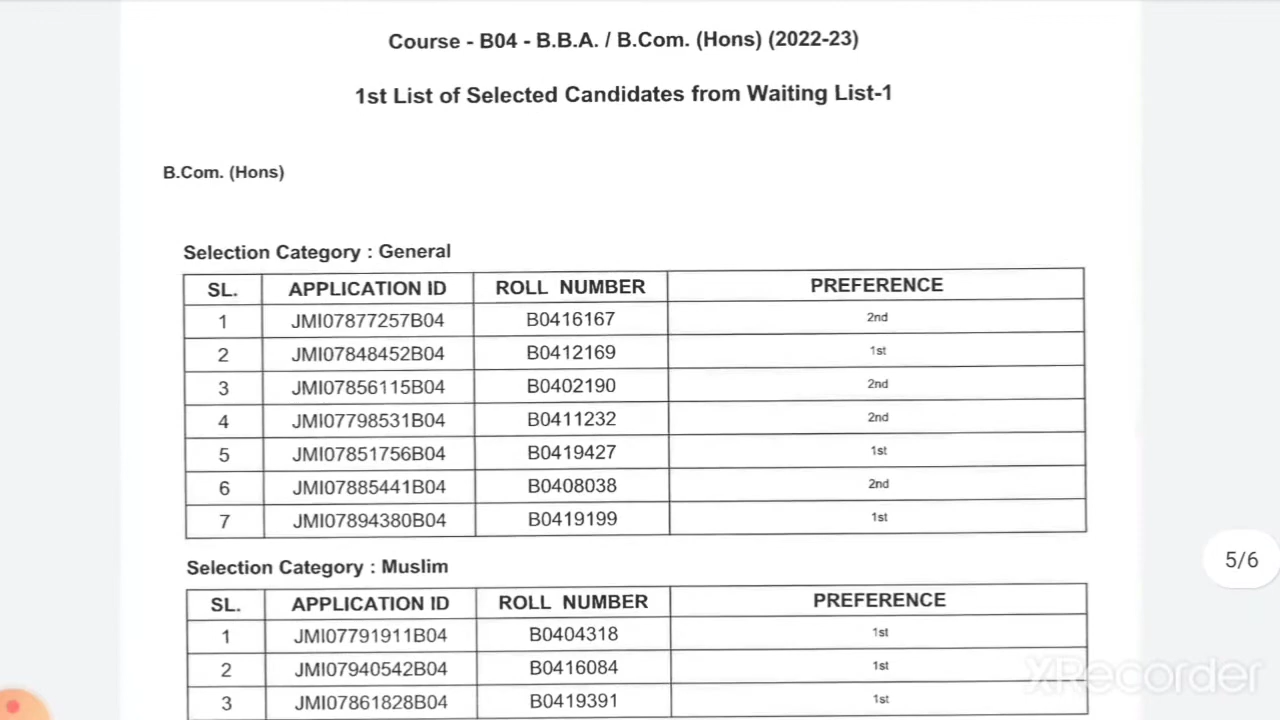 Course - B04 - B.B.A. / B.Com. (Hons) (2022-23)
1st List of Selected Candidates from Waiting List-1
B.Com. (Hons)
Selection Category : General
SL. APPLICATION ID ROLL NUMBER PREFERENCE
1 JMI07877257B04 B0416167 2nd
2 JMI07848452B04 B0412169 1st
3 JMI07856115B04 B0402190 2nd
4 JMI07798531B04 B0411232 2nd
5 JMI07851756B04 B0419427 1st
6 JMI07885441B04 B0408038 2nd
7 JMI07894380B04 B0419199 1st
5/6
Selection Category : Muslim
SL. APPLICATION ID ROLL NUMBER PREFERENCE
1 JMI07791911B04 B0404318 1st
2 JMI07940542B04 B0416084 1st
3 JMI07861828B04 B0419391 1st
XRecorder